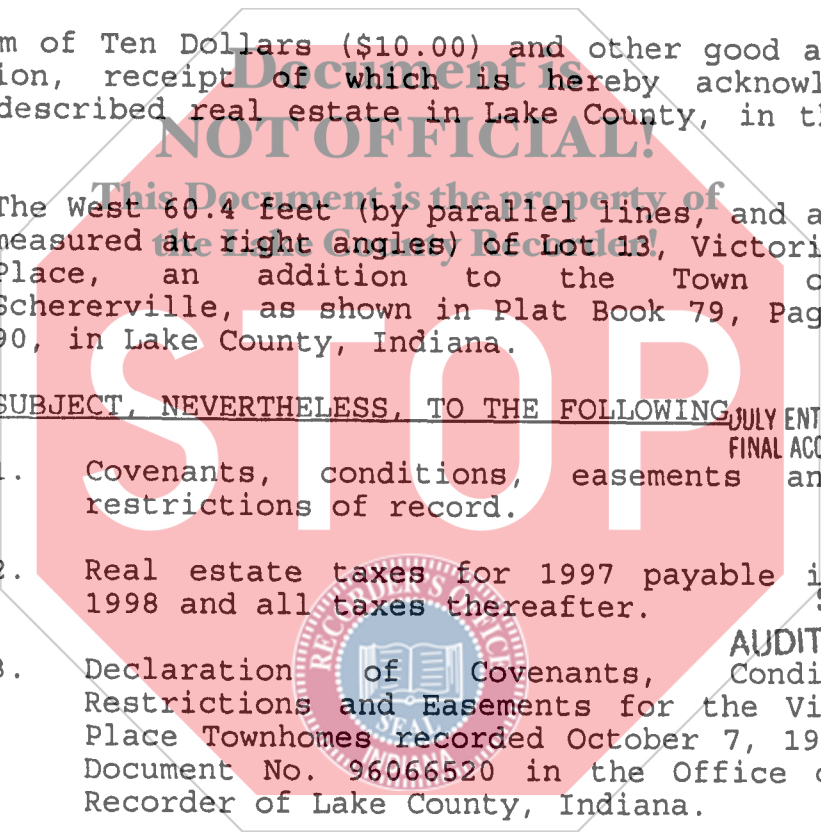 m of Ten Dollars ($10.00) and other good a
ion, receipt of which is hereby acknowl
described real estate in Lake County, in th
Document is
NOT OFFICIAL!
This Document is the property of
the Lake County Recorder!
The West 60.4 feet (by parallel lines, and a
measured at right angles) of Lot 13, Victori
Place, an addition to the Town o
Schererville, as shown in Plat Book 79, Pag
90, in Lake County, Indiana.
STOP
SUBJECT, NEVERTHELESS, TO THE FOLLOWING
JULY ENT
FINAL ACC
1. Covenants, conditions, easements an
restrictions of record.
2. Real estate taxes for 1997 payable i
1998 and all taxes thereafter.
AUDIT
3. Declaration of Covenants, Condi
Restrictions and Easements for the Vi
Place Townhomes recorded October 7, 19
Document No. 96066520 in the Office o
Recorder of Lake County, Indiana.
RECORDER'S OFFICE
SEAL
INDIANA